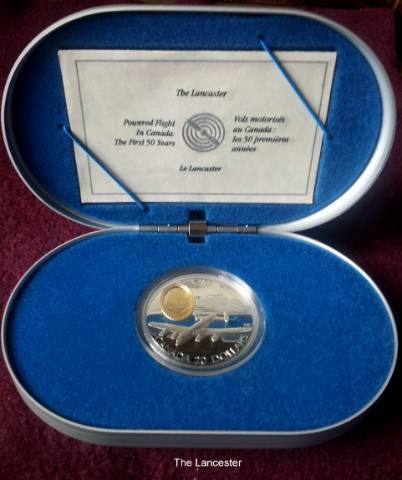 The Lancaster
Powered Flight
In Canada.
The First 50 Years
Vols motorisés
au Canada :
les 50 premières
années
Le Lancaster
CANADA 20 DOLLARS
The Lancaster